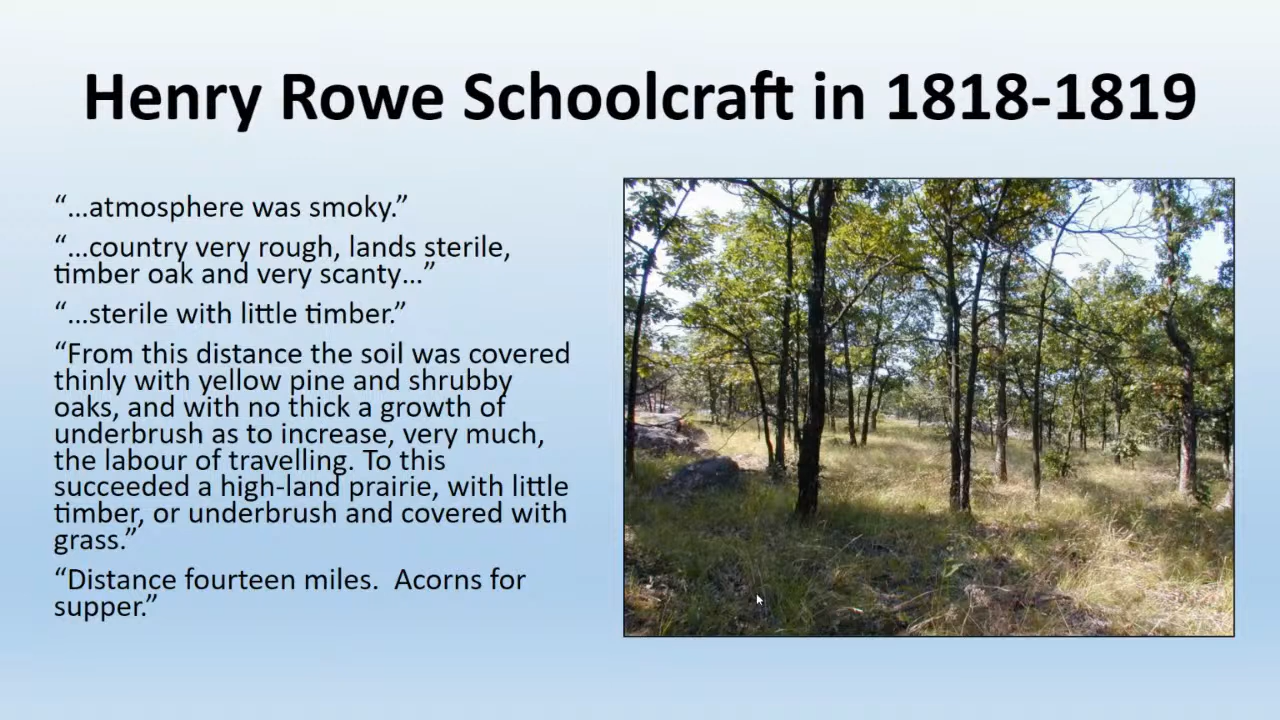 Henry Rowe Schoolcraft in 1818-1819
“...atmosphere was smoky.”
“...country very rough, lands sterile,
timber oak and very scanty...”
“...sterile with little timber.”
“From this distance the soil was covered
thinly with yellow pine and shrubby
oaks, and with no thick a growth of
underbrush as to increase, very much,
the labour of travelling. To this
succeeded a high-land prairie, with little
timber, or underbrush and covered with
grass.”
“Distance fourteen miles.  Acorns for
supper.”